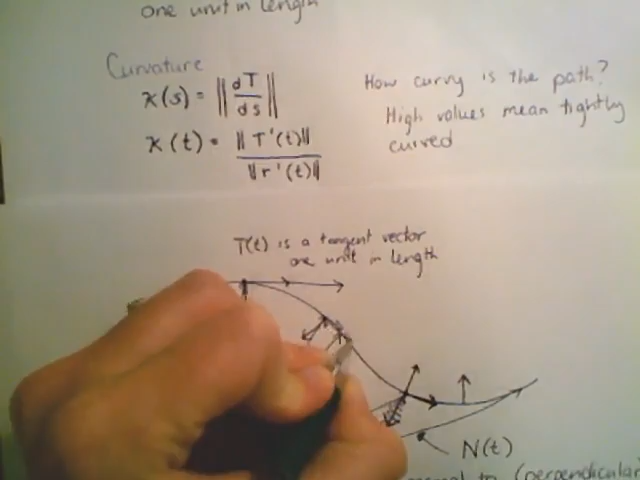 one unit in length
Curvature
κ(s) = || dT/ds ||
κ(t) = ||T'(t)|| / ||r'(t)||
How curvy is the path?
High values mean tightly
curved
T(t) is a tangent vector
one unit in length
N(t)
normal to (perpendicular